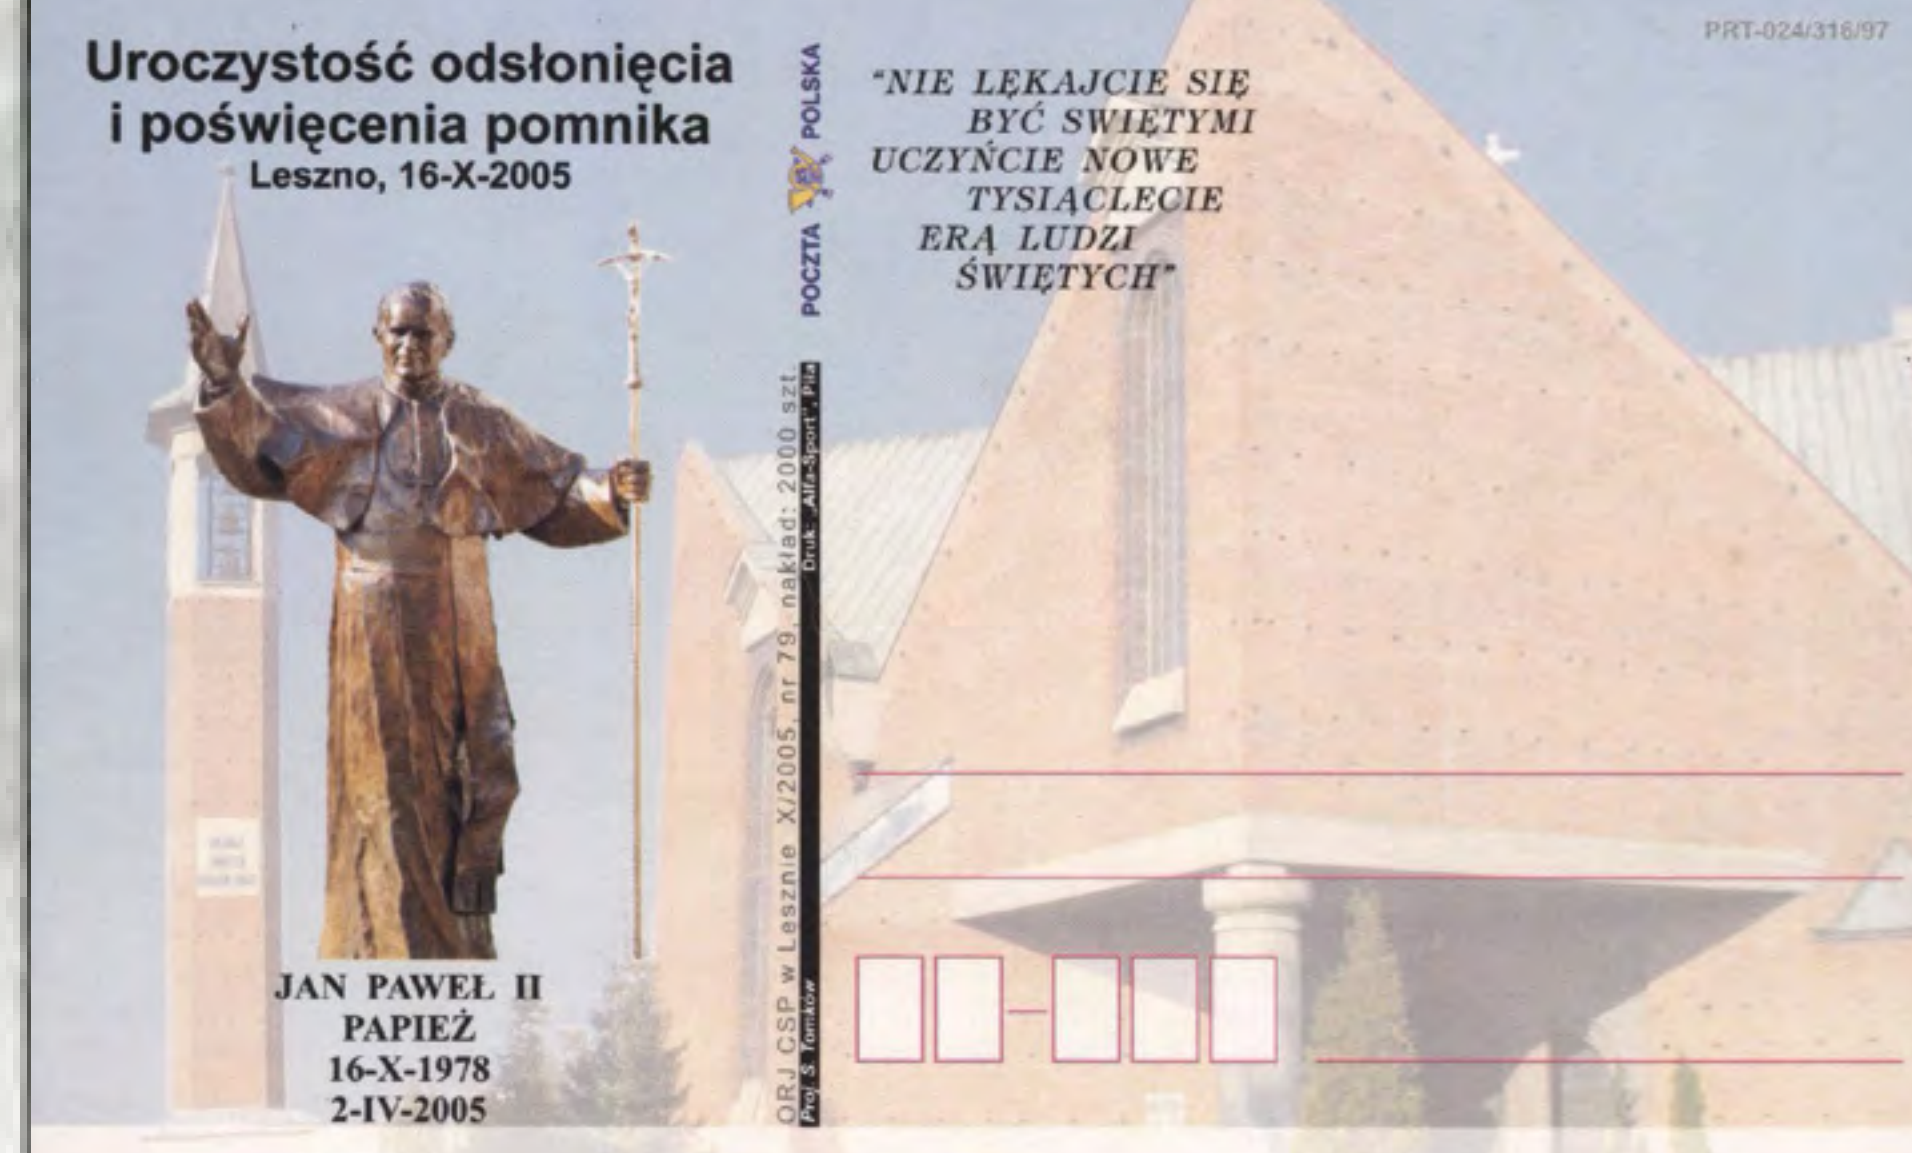 Uroczystość odsłonięcia
i poświęcenia pomnika
Leszno, 16-X-2005
JAN PAWEŁ II
PAPIEŻ
16-X-1978
2-IV-2005
POCZTA POLSKA
ORJ CSP w Lesznie X/2005, nr 79, nakład: 2000 szt.
Proj. S. Tomków Druk: „Alfa-Sport”, Piła
"NIE LĘKAJCIE SIĘ
BYĆ SWIĘTYMI
UCZYŃCIE NOWE
TYSIĄCLECIE
ERĄ LUDZI
ŚWIĘTYCH"
PRT-024/316/97